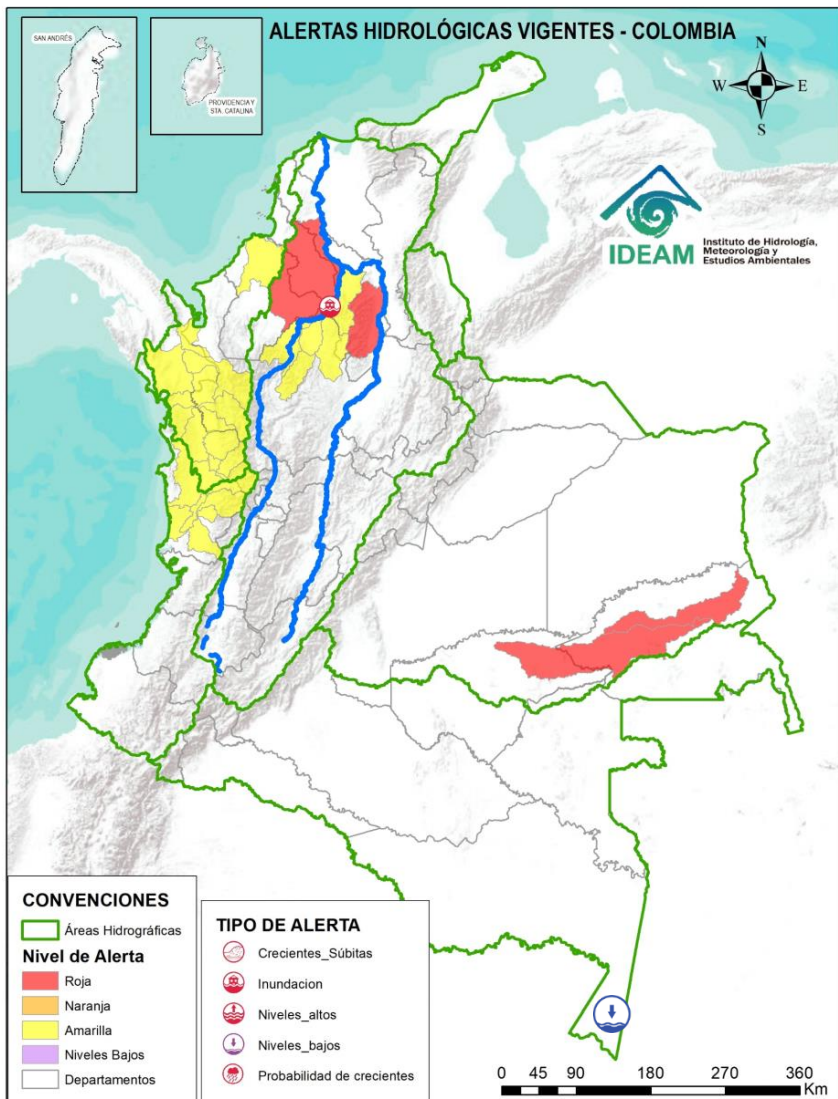 SAN ANDRÉS
PROVIDENCIA Y
STA. CATALINA
ALERTAS HIDROLÓGICAS VIGENTES - COLOMBIA
N
W
E
S
IDEAM
Instituto de Hidrología,
Meteorología y
Estudios Ambientales
CONVENCIONES
Áreas Hidrográficas
Nivel de Alerta
Roja
Naranja
Amarilla
Niveles Bajos
Departamentos
TIPO DE ALERTA
Crecientes_Súbitas
Inundacion
Niveles_altos
Niveles_bajos
Probabilidad de crecientes
0 45 90 180 270 360
Km